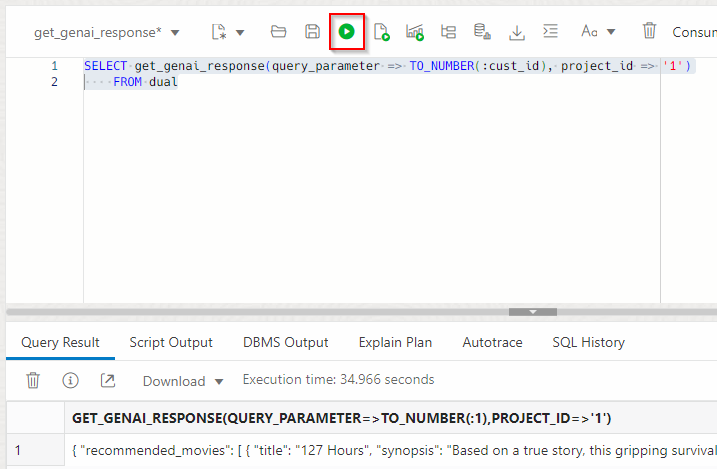 get_genai_response*
Aa
Consum
1 SELECT get_genai_response(query_parameter => TO_NUMBER(:cust_id), project_id => '1')
2 FROM dual
Query Result Script Output DBMS Output Explain Plan Autotrace SQL History
Download Execution time: 34.966 seconds
GET_GENAI_RESPONSE(QUERY_PARAMETER=>TO_NUMBER(:1),PROJECT_ID=>'1')
1 { "recommended_movies": [ { "title": "127 Hours", "synopsis": "Based on a true story, this gripping survival